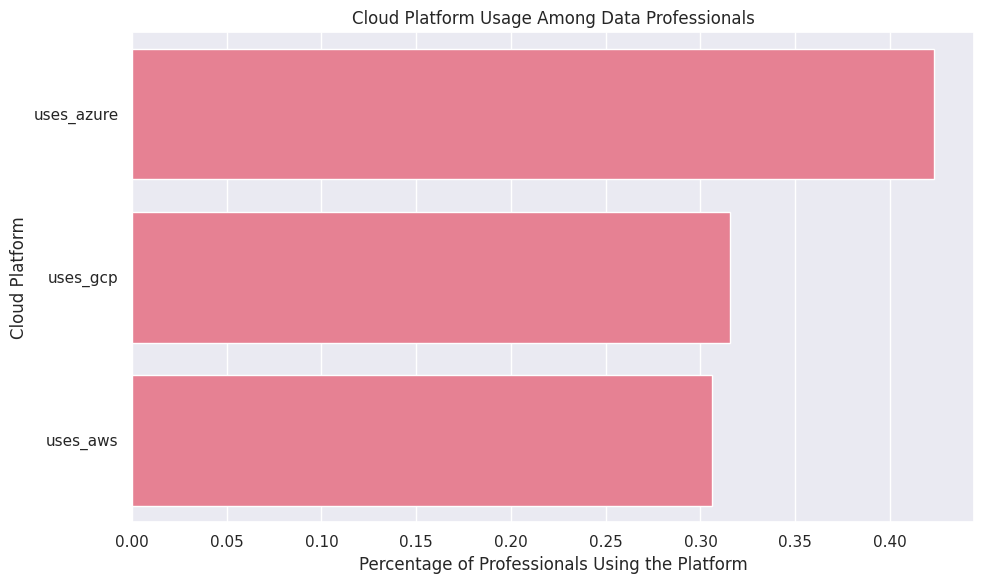 Cloud Platform Usage Among Data Professionals
uses_azure
uses_gcp
uses_aws
Cloud Platform
0.00 0.05 0.10 0.15 0.20 0.25 0.30 0.35 0.40
Percentage of Professionals Using the Platform